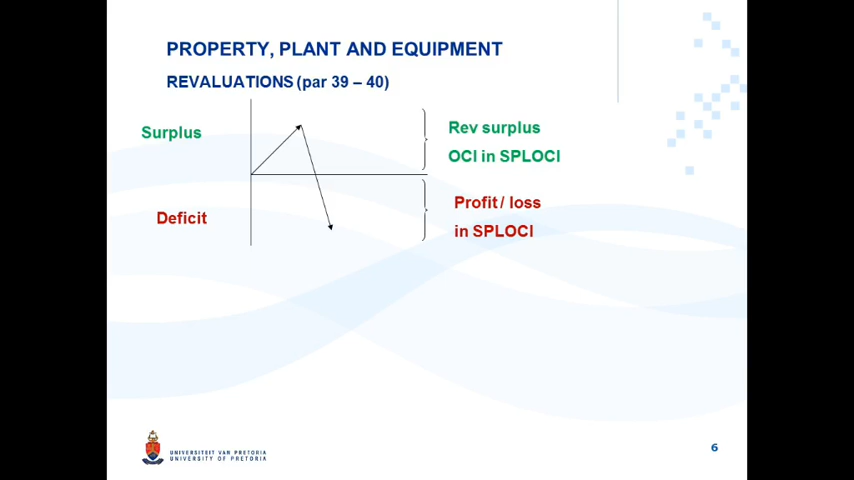 PROPERTY, PLANT AND EQUIPMENT
REVALUATIONS (par 39 – 40)
Surplus
Rev surplus
OCI in SPLOCI
Deficit
Profit / loss
in SPLOCI
UNIVERSITEIT VAN PRETORIA
UNIVERSITY OF PRETORIA
6